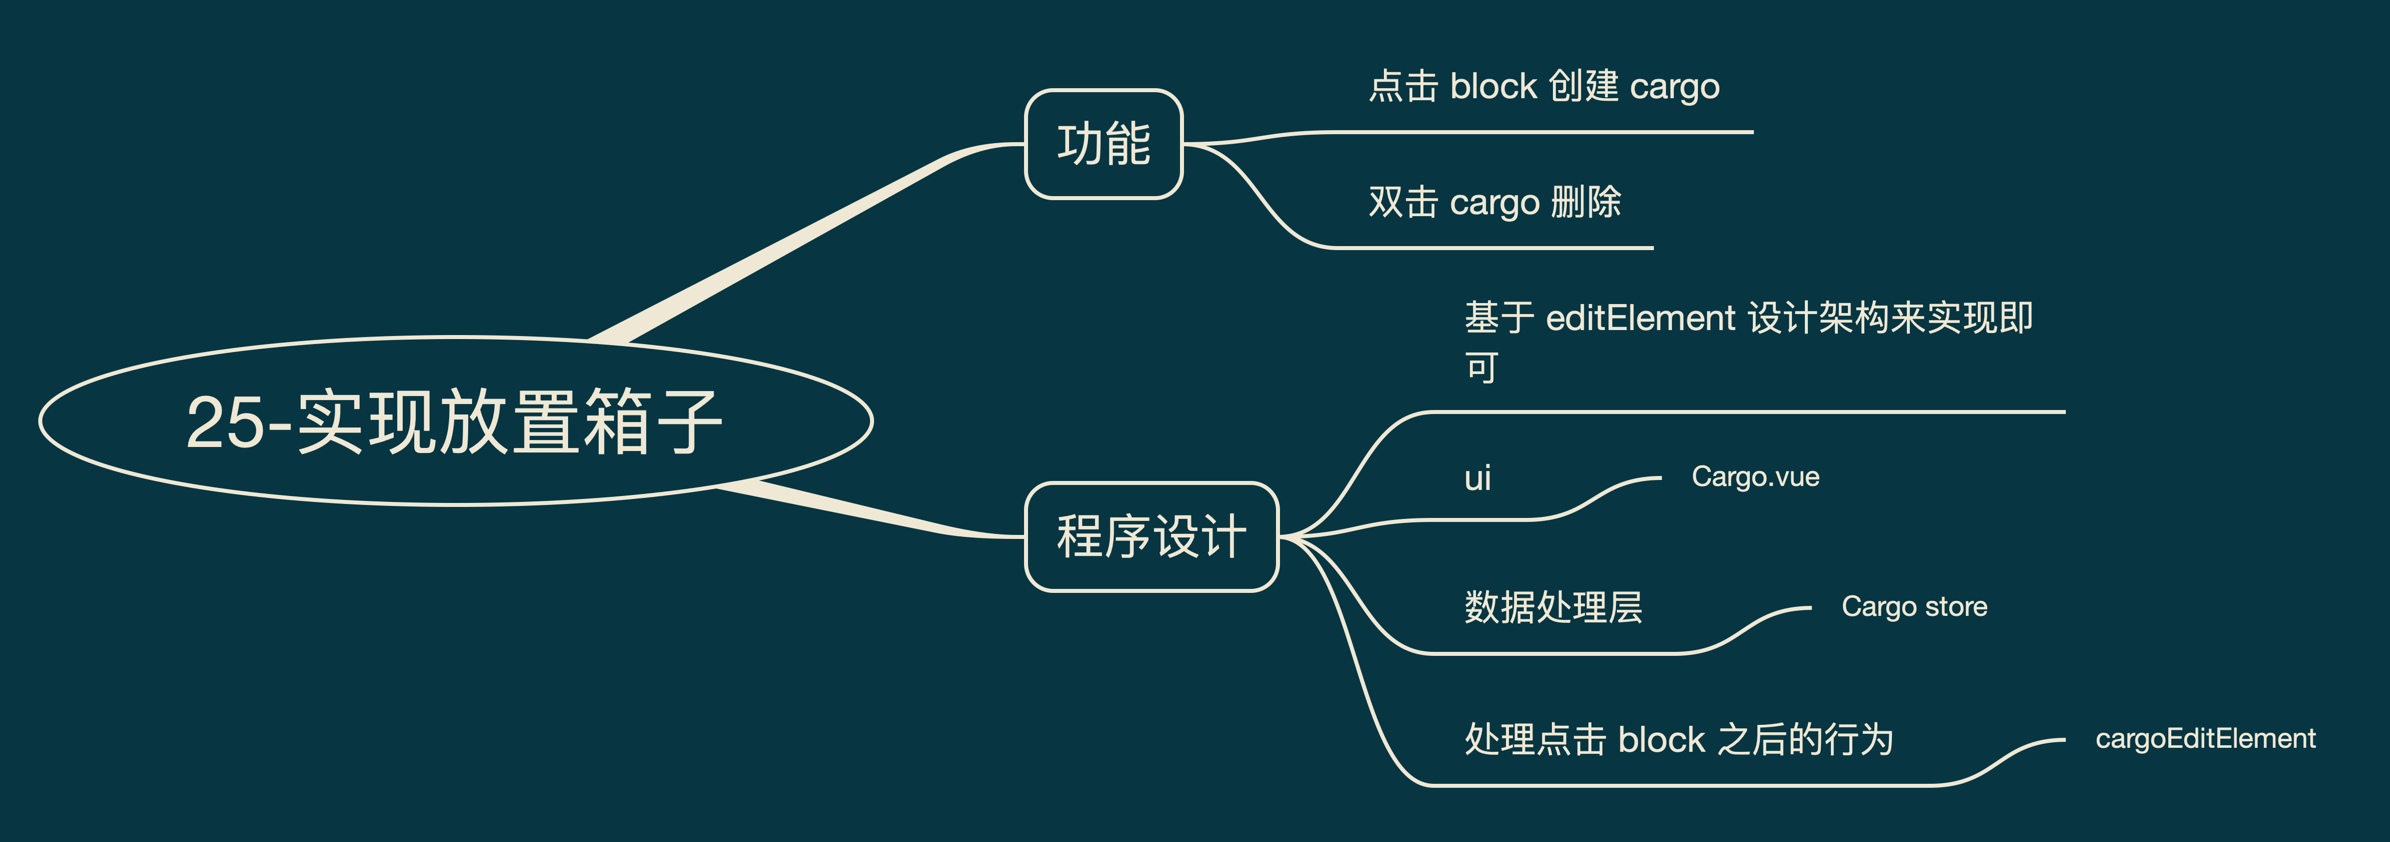 25-实现放置箱子
功能
点击 block 创建 cargo
双击 cargo 删除
程序设计
基于 editElement 设计架构来实现即
可
ui
Cargo.vue
数据处理层
Cargo store
处理点击 block 之后的行为
cargoEditElement